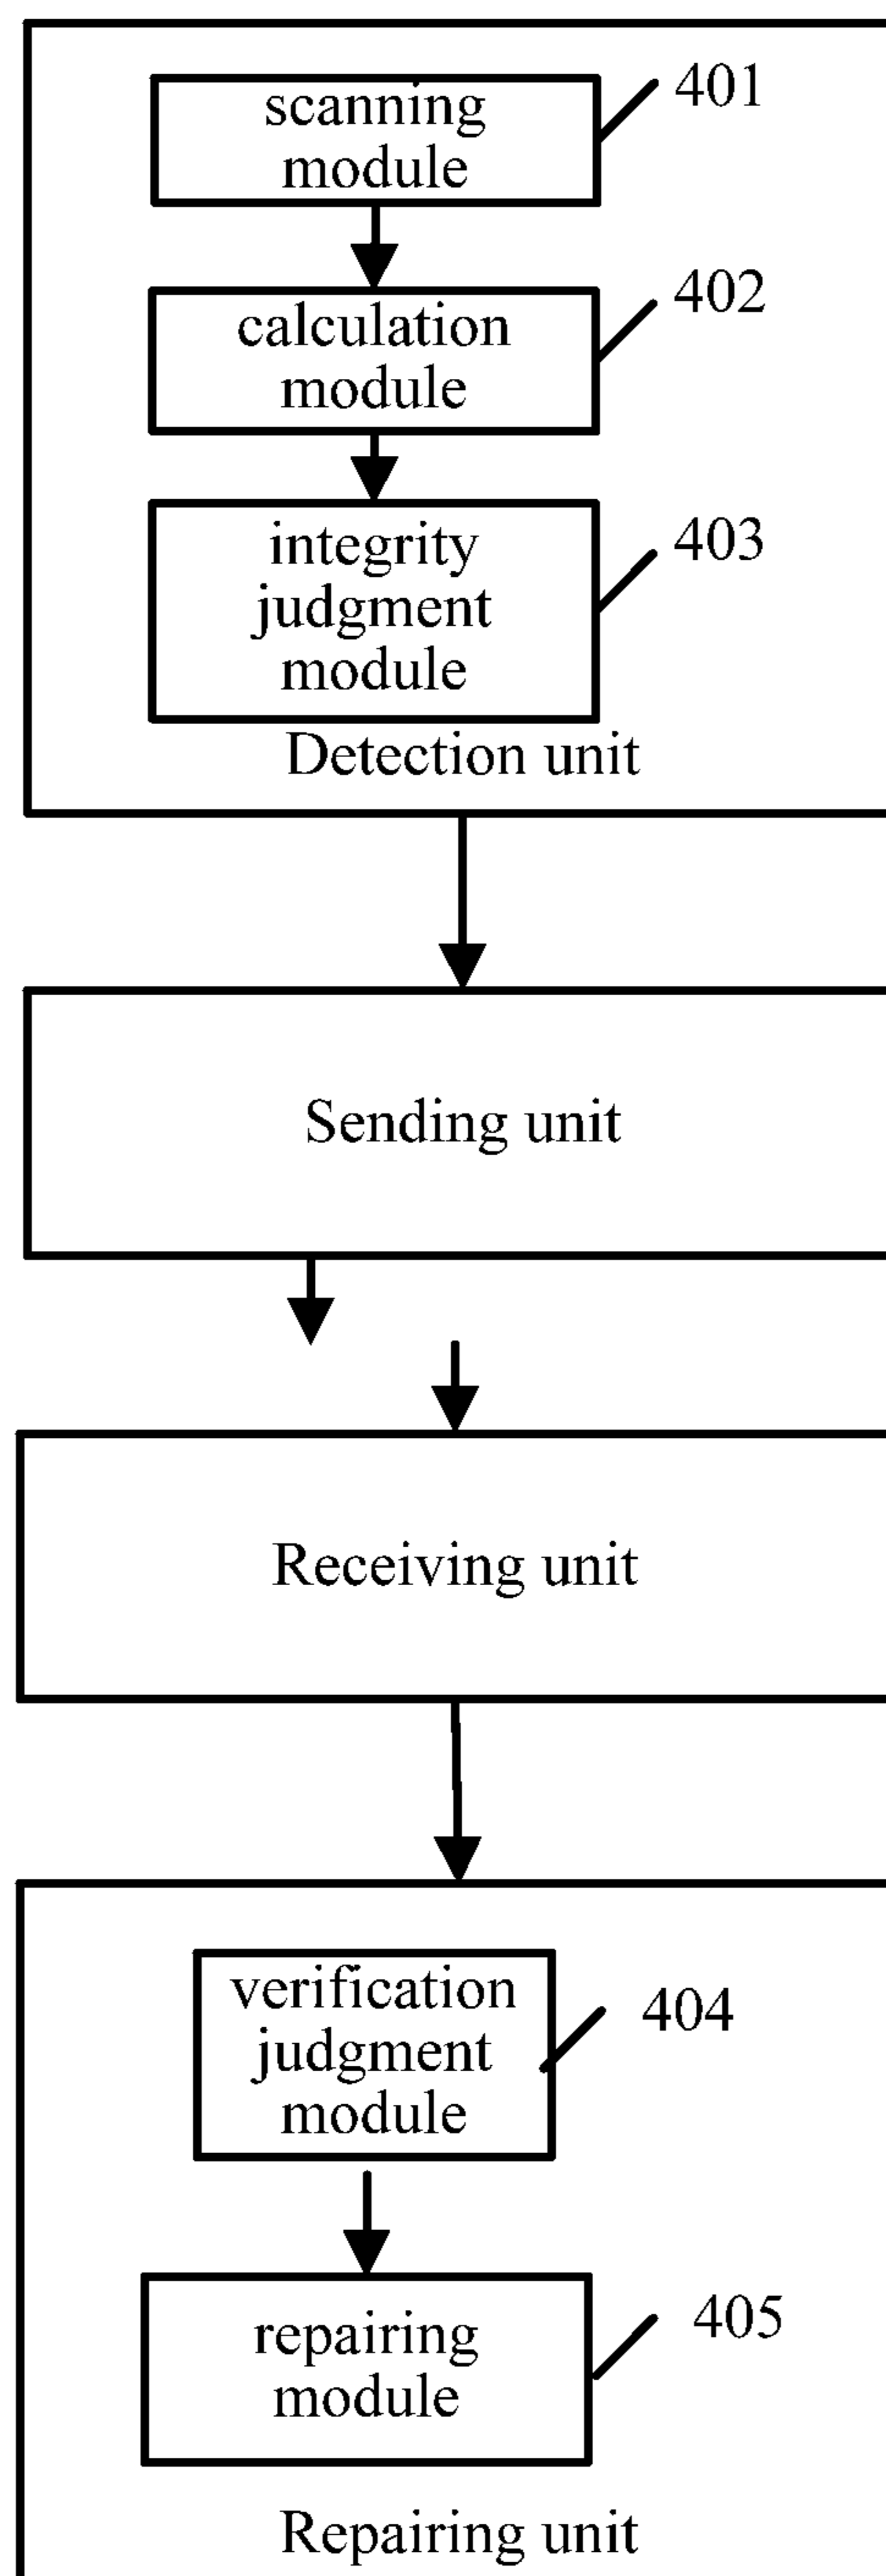 scanning
module
401
calculation
module
402
integrity
judgment
module
403
Detection unit
Sending unit
Receiving unit
verification
judgment
module
404
repairing
module
405
Repairing unit